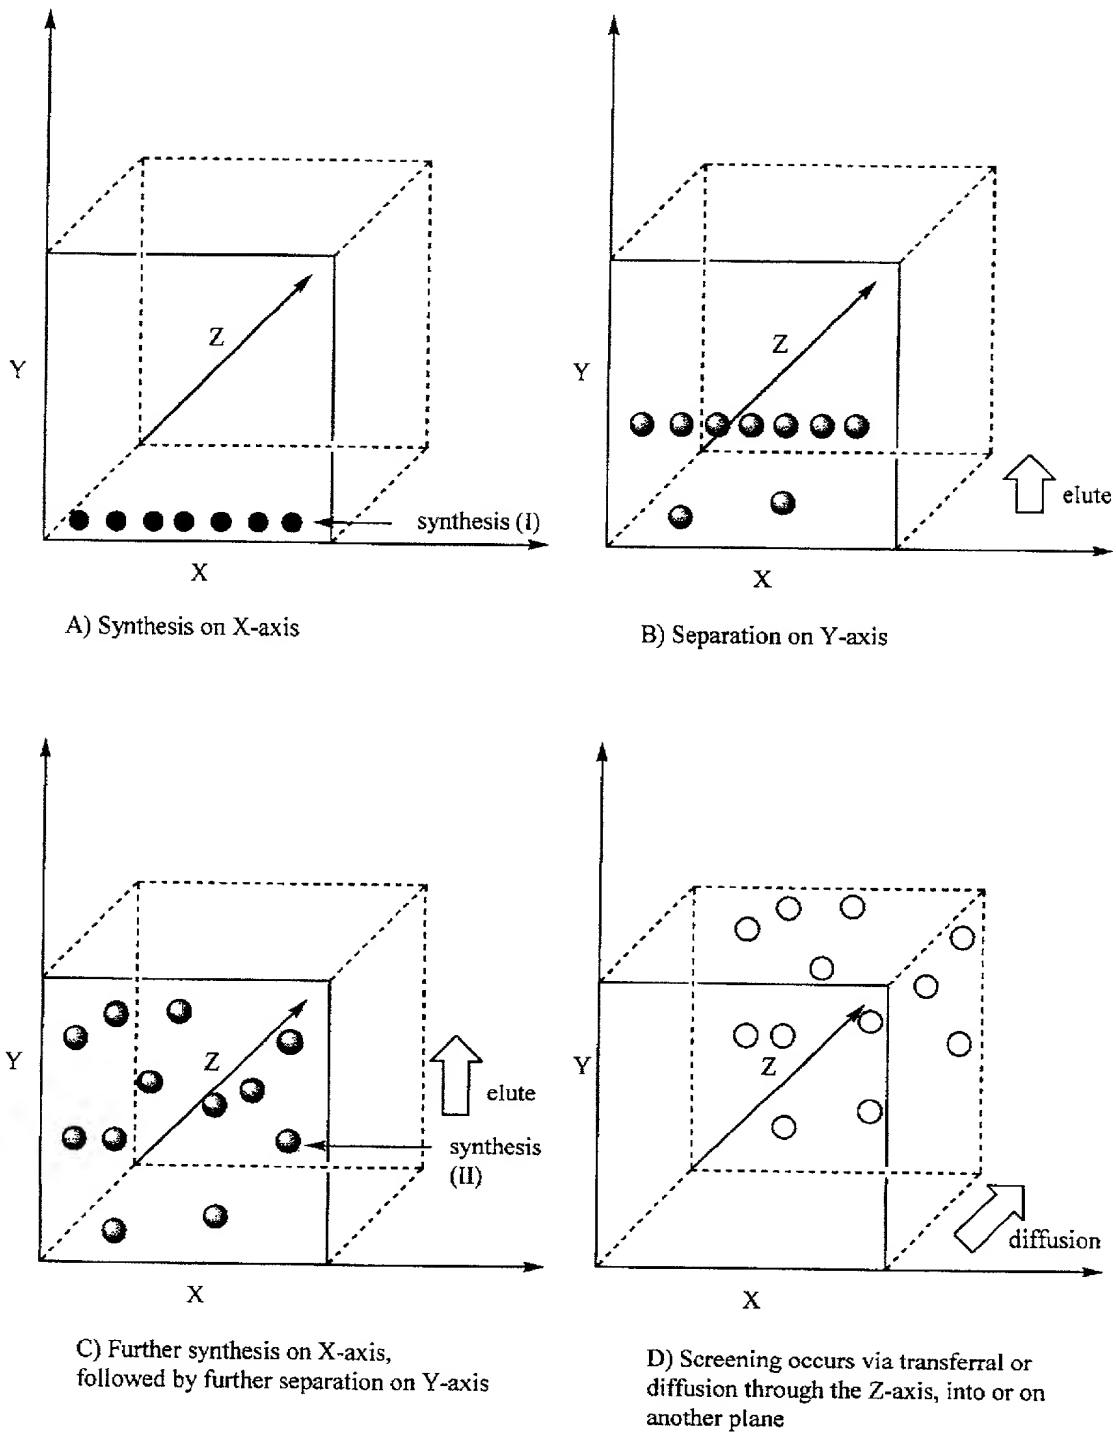 Z
Y
synthesis (I)
X
A) Synthesis on X-axis
Z
Y
elute
X
B) Separation on Y-axis
Z
Y
elute
synthesis
(II)
X
C) Further synthesis on X-axis,
followed by further separation on Y-axis
Z
Y
diffusion
X
D) Screening occurs via transferral or
diffusion through the Z-axis, into or on
another plane